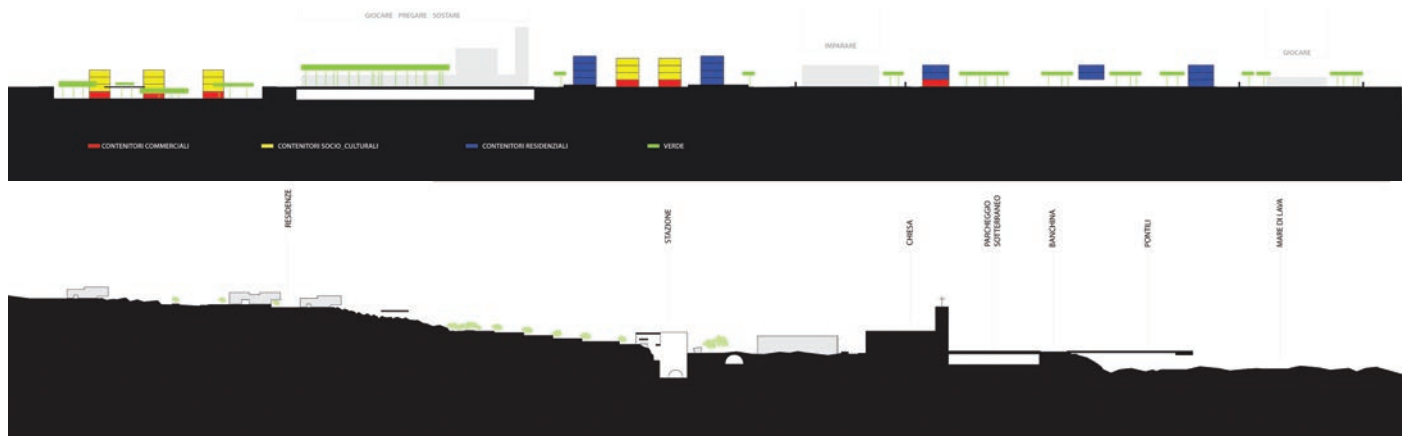 GIOCARE PREGARE SOSTARE
IMPARARE
GIOCARE
CONTENITORI COMMERCIALI
CONTENITORI SOCIO_CULTURALI
CONTENITORI RESIDENZIALI
VERDE
RESIDENZE
STAZIONE
CHIESA
PARCHEGGIO
SOTTERRANEO
BANCHINA
PONTILI
MARE DI LAVA